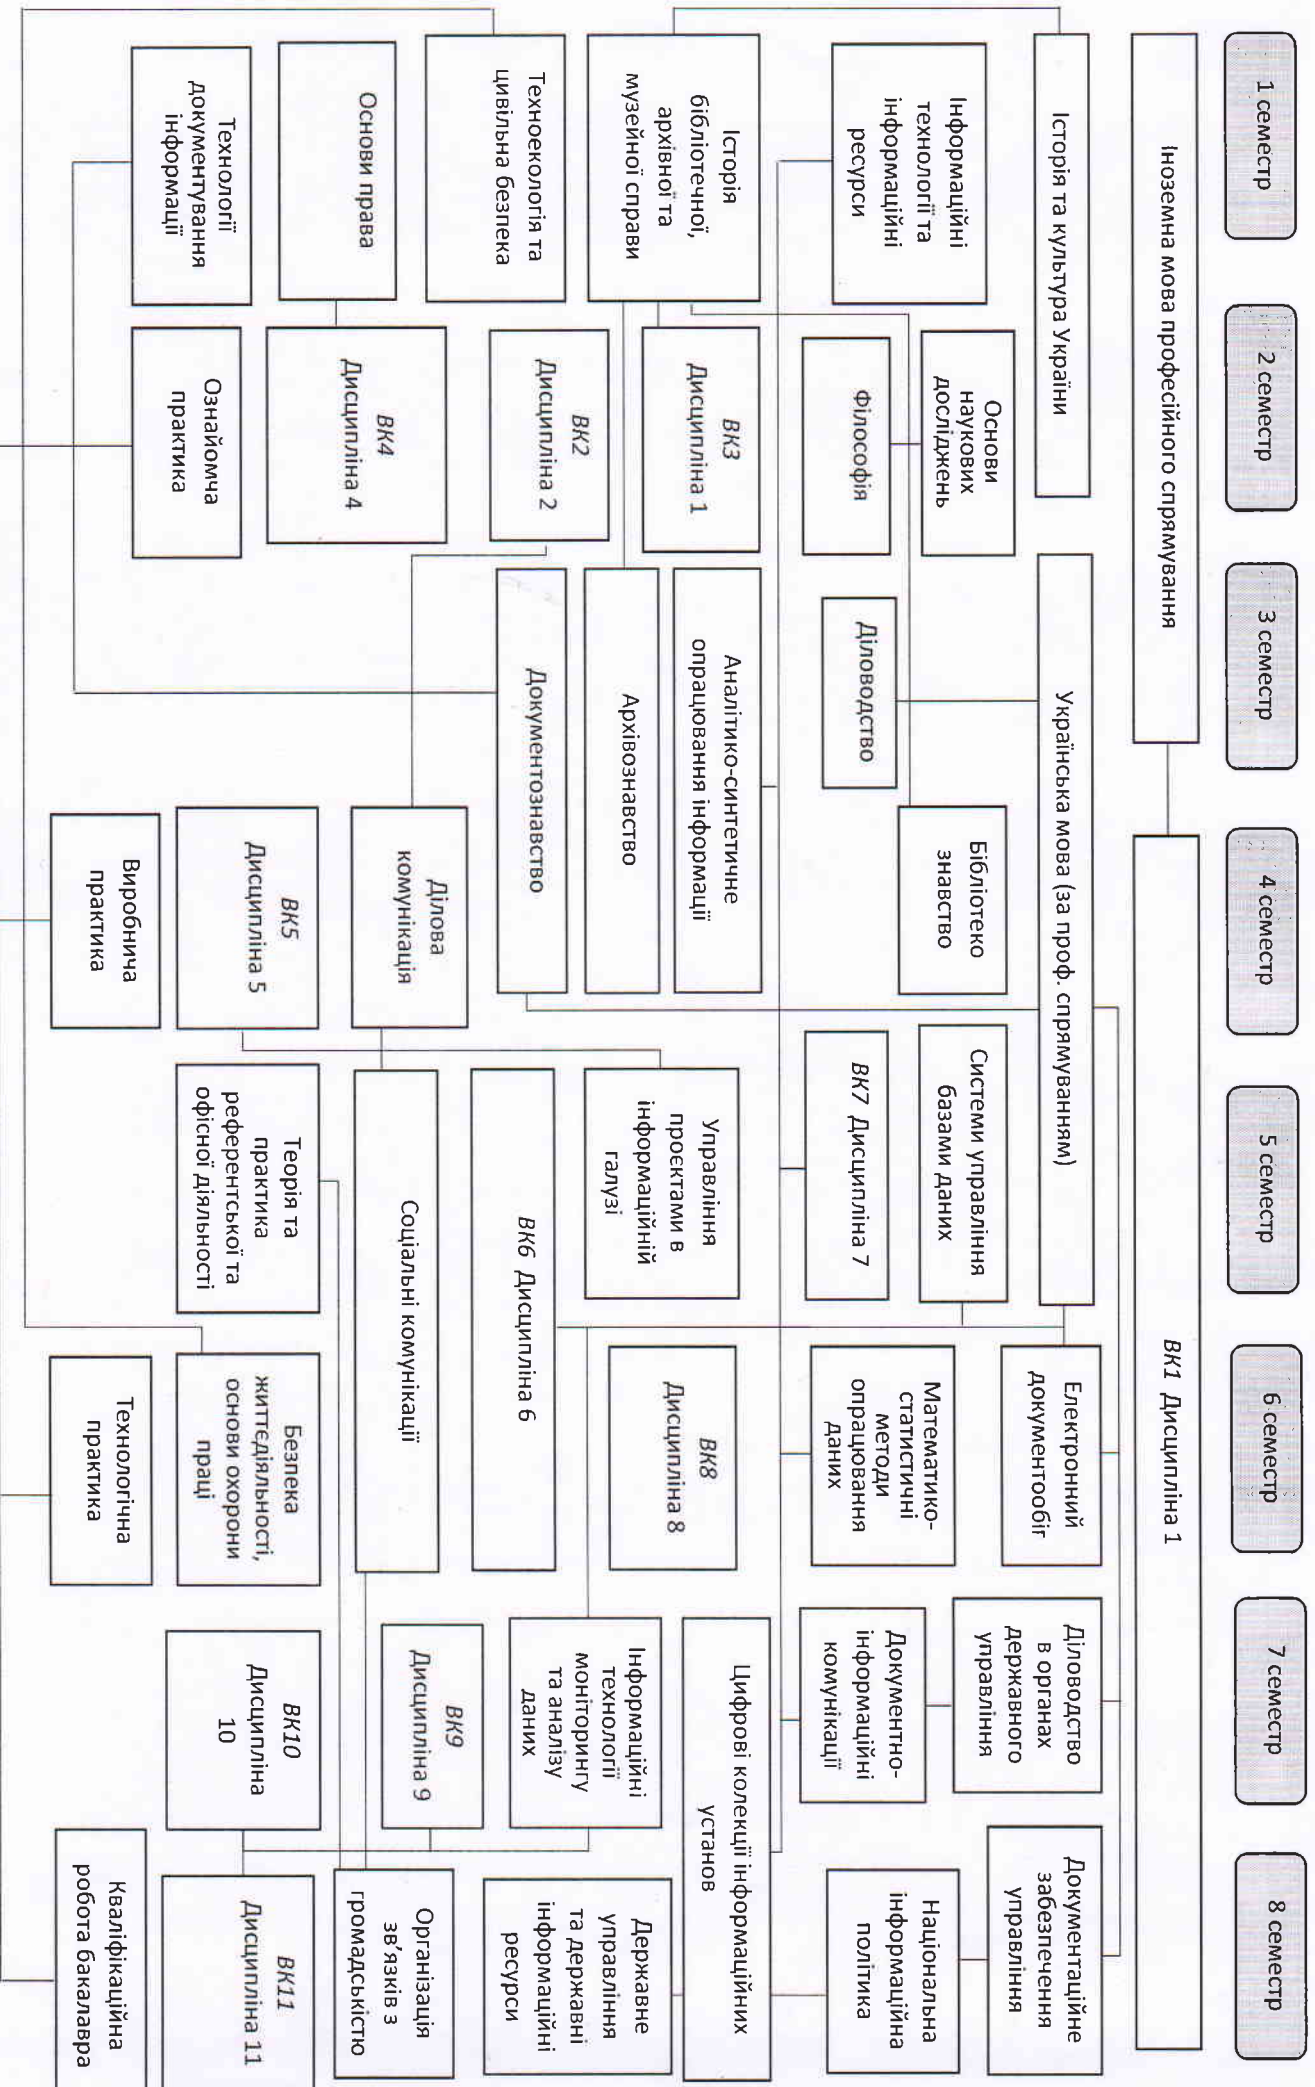 1 семестр
2 семестр
3 семестр
4 семестр
5 семестр
6 семестр
7 семестр
8 семестр
Іноземна мова професійного спрямування
ВК1 Дисципліна 1
Історія та культура України
Українська мова (за проф. спрямуванням)
Електронний
документообіг
Діловодство
в органах
державного
управління
Документаційне
забезпечення
управління
Інформаційні
технології та
інформаційні
ресурси
Основи
наукових
досліджень
Філософія
Діловодство
Бібліотеко
знавство
Системи управління
базами даних
ВК7 Дисципліна 7
Математико-
статистичні
методи
опрацювання
даних
Документно-
інформаційні
комунікації
Національна
інформаційна
політика
Історія
бібліотечної,
архівної та
музейної справи
ВК3
Дисципліна 1
Аналітико-синтетичне
опрацювання інформації
Архівознавство
Управління
проєктами в
інформаційній
галузі
ВК8
Дисципліна 8
Цифрові колекції інформаційних
установ
Техноекологія та
цивільна безпека
ВК2
Дисципліна 2
Документознавство
ВК6 Дисципліна 6
Інформаційні
технології
моніторингу
та аналізу
даних
Державне
управління
та державні
інформаційні
ресурси
Основи права
ВК4
Дисципліна 4
Ділова
комунікація
Соціальні комунікації
ВК9
Дисципліна 9
Організація
зв’язків з
громадськістю
Технології
документування
інформації
Ознайомча
практика
ВК5
Дисципліна 5
Теорія та
практика
референтської та
офісної діяльності
Безпека
життєдіяльності,
основи охорони
праці
ВК10
Дисципліна
10
ВК11
Дисципліна 11
Виробнича
практика
Технологічна
практика
Кваліфікаційна
робота бакалавра